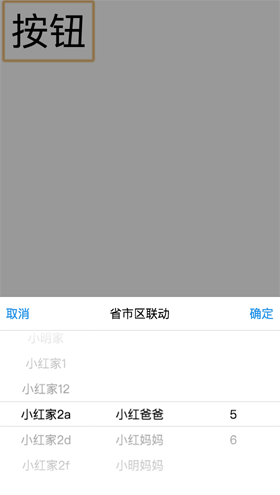 按钮
取消 省市区联动 确定
小明家
小红家1
小红家12
小红家2a 小红爸爸 5
小红家2d 小红妈妈 6
小红家2f 小明妈妈